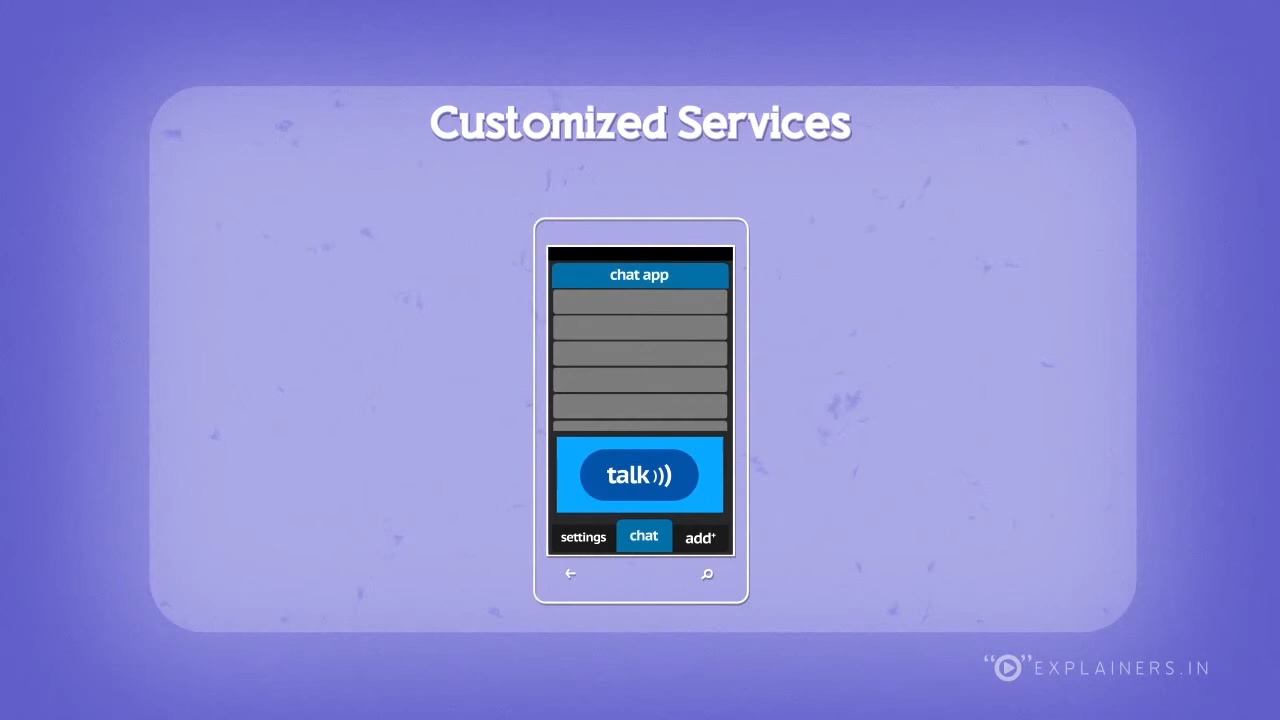 Customized Services
chat app
talk
settings chat add+
EXPLAINERS.IN